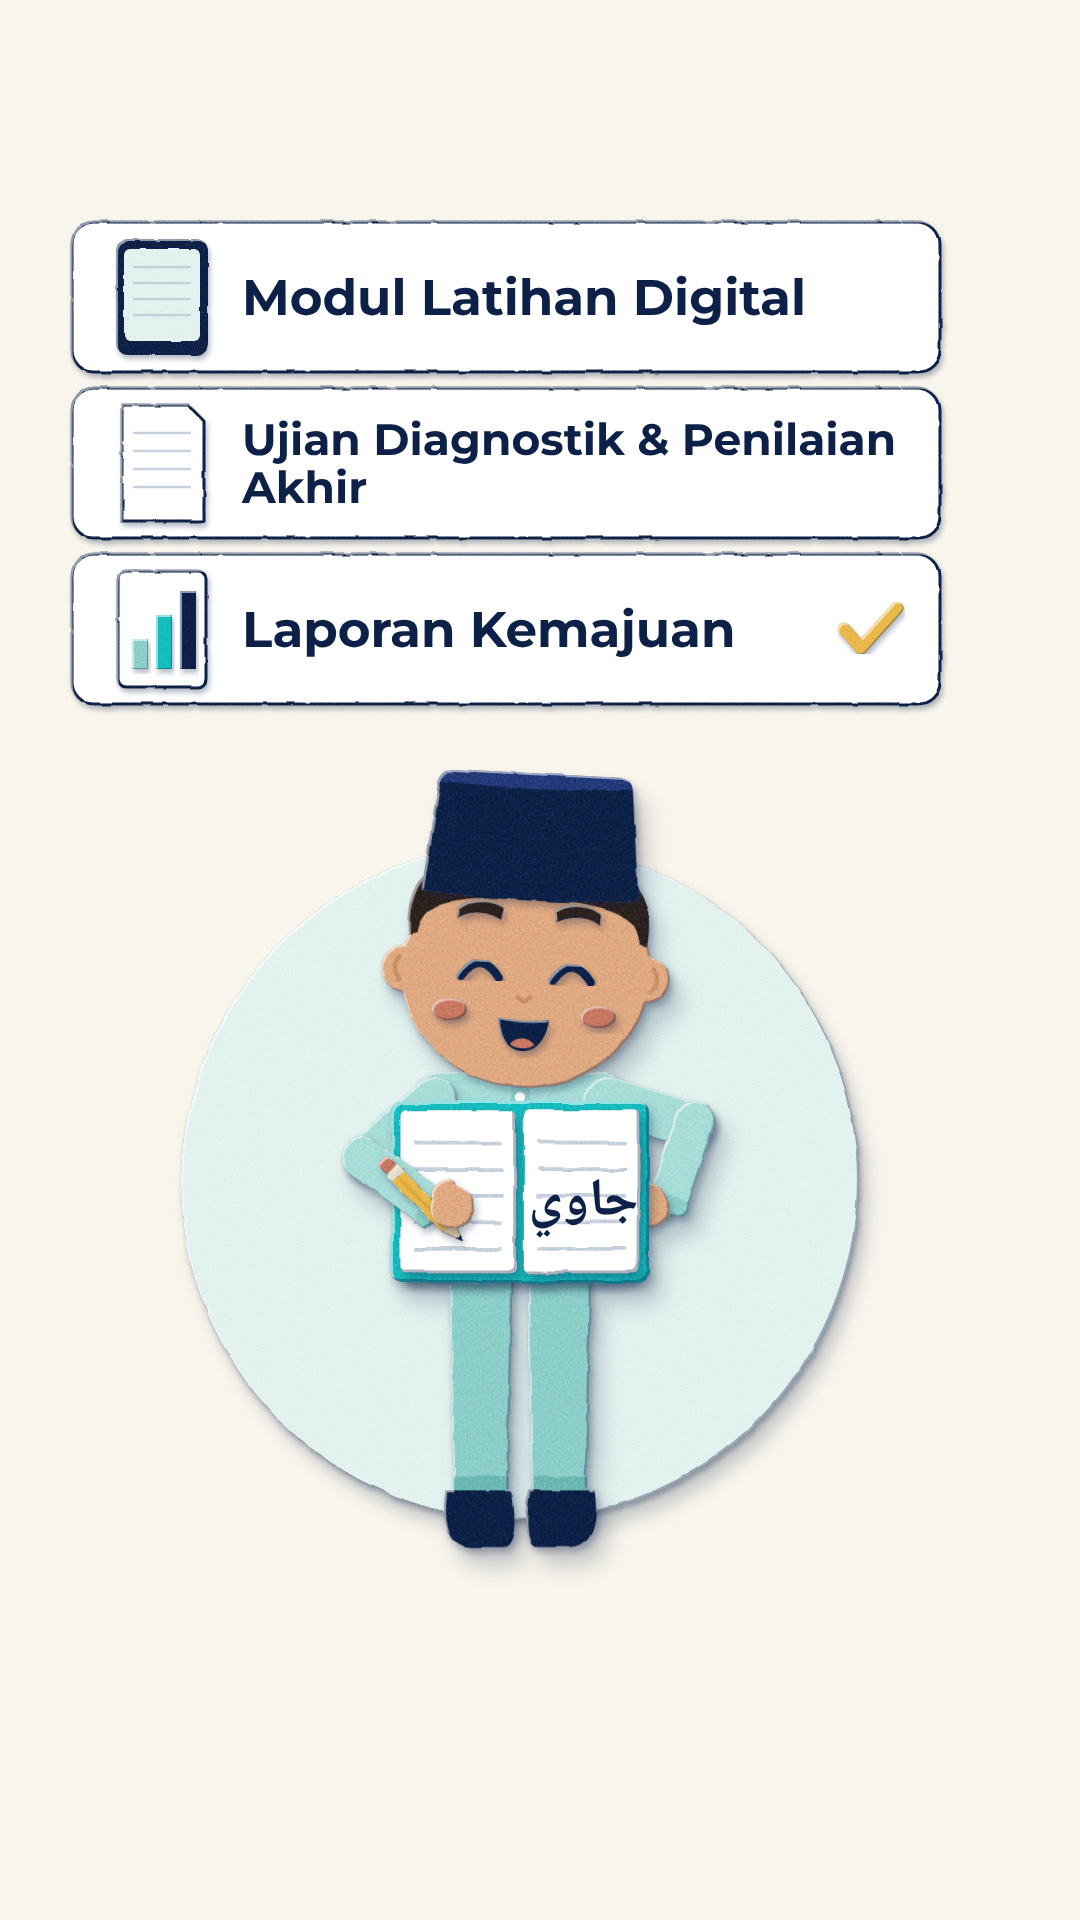 Modul Latihan Digital
Ujian Diagnostik & Penilaian
Akhir
Laporan Kemajuan
جاوي